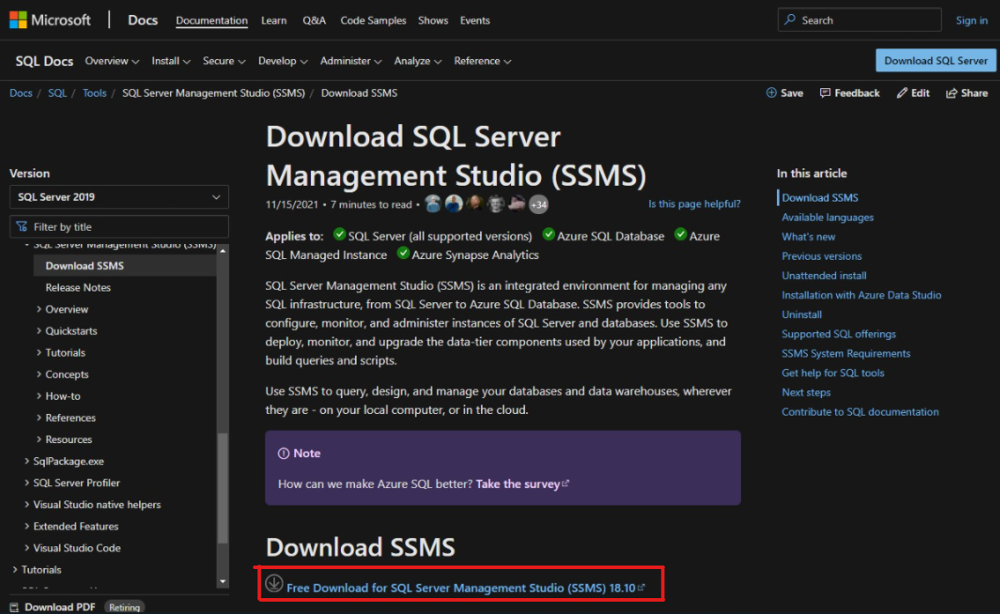 Microsoft | Docs Documentation Learn Q&A Code Samples Shows Events Search Sign in
SQL Docs Overview Install Secure Develop Administer Analyze Reference Download SQL Server
Docs / SQL / Tools / SQL Server Management Studio (SSMS) / Download SSMS Save Feedback Edit Share
Version
SQL Server 2019
Filter by title
SQL Server Management Studio (SSMS)
Download SSMS
Release Notes
Overview
Quickstarts
Tutorials
Concepts
How-to
References
Resources
SqlPackage.exe
SQL Server Profiler
Visual Studio native helpers
Extended Features
Visual Studio Code
Tutorials
Download PDF Retiring
Download SQL Server
Management Studio (SSMS)
11/15/2021 • 7 minutes to read • +34 Is this page helpful?
Applies to: SQL Server (all supported versions) Azure SQL Database Azure
SQL Managed Instance Azure Synapse Analytics
SQL Server Management Studio (SSMS) is an integrated environment for managing any
SQL infrastructure, from SQL Server to Azure SQL Database. SSMS provides tools to
configure, monitor, and administer instances of SQL Server and databases. Use SSMS to
deploy, monitor, and upgrade the data-tier components used by your applications, and
build queries and scripts.
Use SSMS to query, design, and manage your databases and data warehouses, wherever
they are - on your local computer, or in the cloud.
Note
How can we make Azure SQL better? Take the survey
Download SSMS
Free Download for SQL Server Management Studio (SSMS) 18.10
In this article
Download SSMS
Available languages
What's new
Previous versions
Unattended install
Installation with Azure Data Studio
Uninstall
Supported SQL offerings
SSMS System Requirements
Get help for SQL tools
Next steps
Contribute to SQL documentation